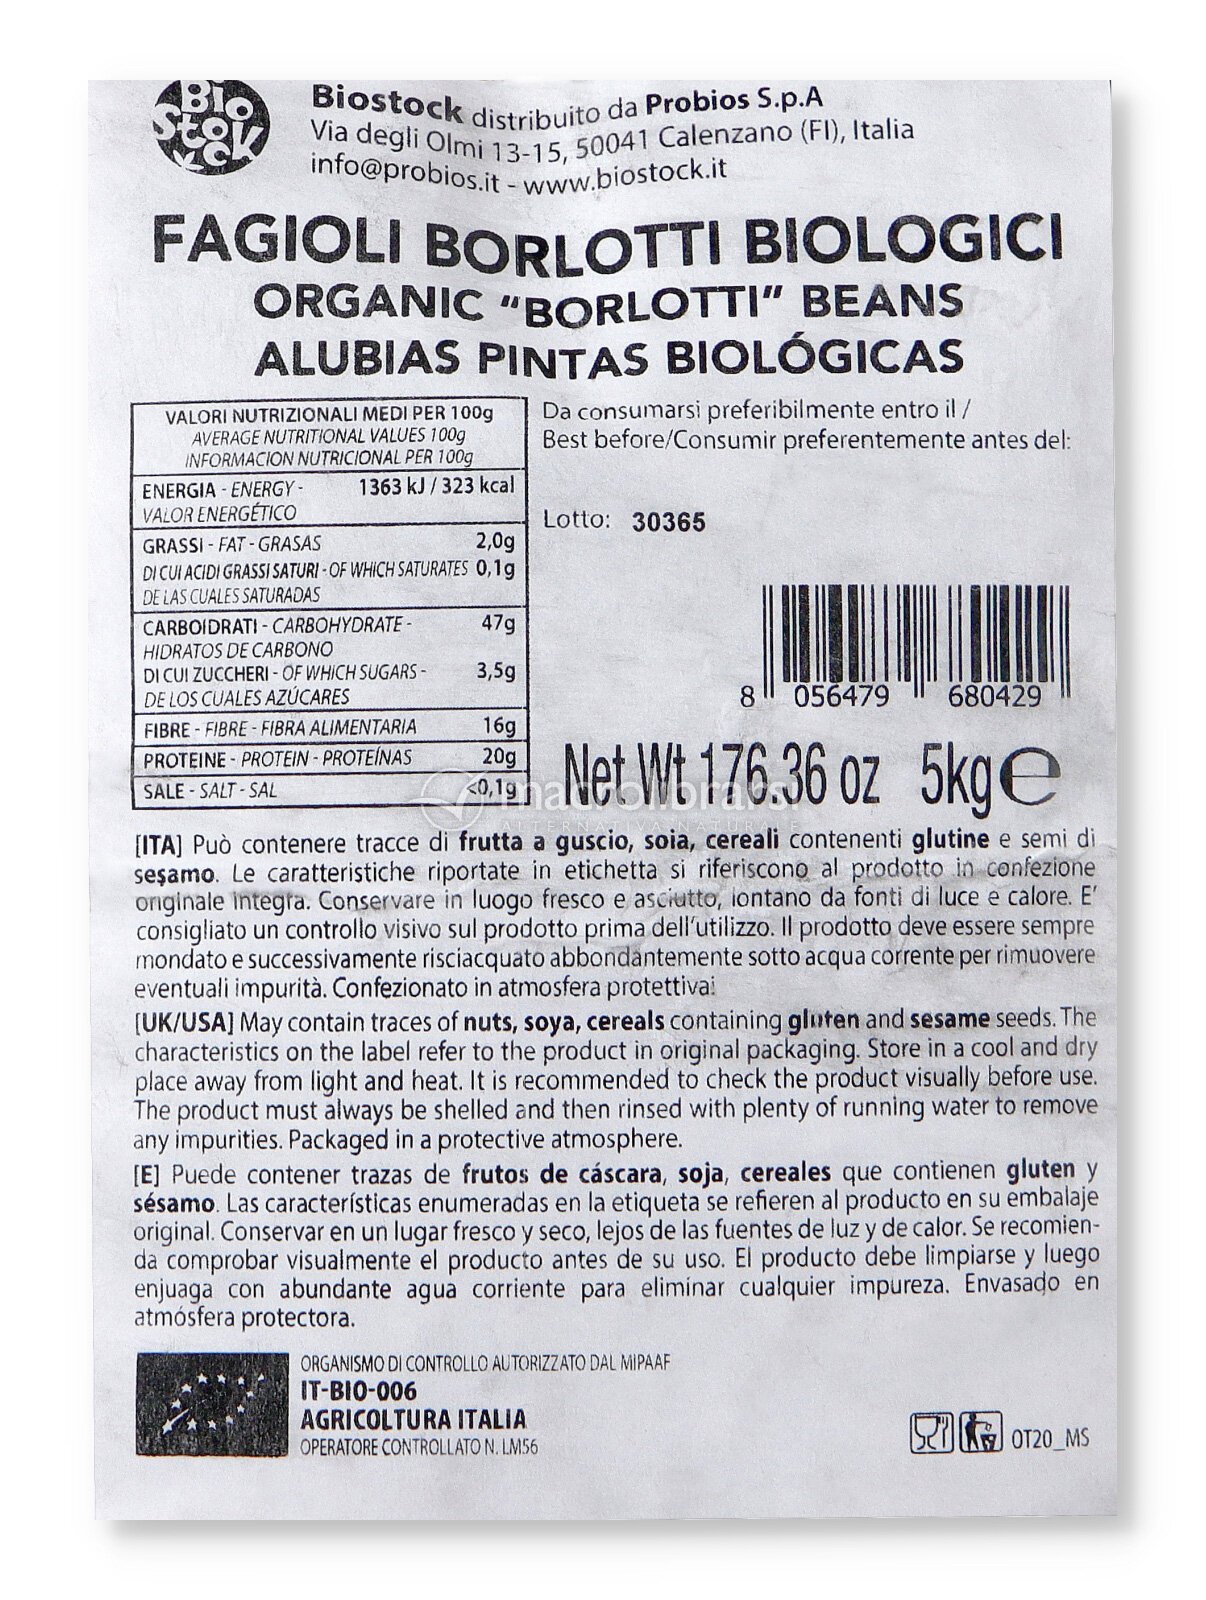 BIO
StOcK
Biostock distribuito da Probios S.p.A
Via degli Olmi 13-15, 50041 Calenzano (FI), Italia
info@probios.it - www.biostock.it
FAGIOLI BORLOTTI BIOLOGICI
ORGANIC "BORLOTTI" BEANS
ALUBIAS PINTAS BIOLÓGICAS
VALORI NUTRIZIONALI MEDI PER 100g
AVERAGE NUTRITIONAL VALUES 100g
INFORMACION NUTRICIONAL PER 100g
ENERGIA - ENERGY - 1363 kJ / 323 kcal
VALOR ENERGÉTICO
GRASSI - FAT - GRASAS 2,0g
DI CUI ACIDI GRASSI SATURI - OF WHICH SATURATES 0,1g
DE LAS CUALES SATURADAS
CARBOIDRATI - CARBOHYDRATE - 47g
HIDRATOS DE CARBONO
DI CUI ZUCCHERI - OF WHICH SUGARS - 3,5g
DE LOS CUALES AZÚCARES
FIBRE - FIBRE - FIBRA ALIMENTARIA 16g
PROTEINE - PROTEIN - PROTEÍNAS 20g
SALE - SALT - SAL <0,1g
Da consumarsi preferibilmente entro il /
Best before/Consumir preferentemente antes del:
Lotto: 30365
8 056479 680429
Net Wt 176.36 oz 5kg e
macrolibrarsi
ALTERNATIVA NATURALE
[ITA] Può contenere tracce di frutta a guscio, soia, cereali contenenti glutine e semi di
sesamo. Le caratteristiche riportate in etichetta si riferiscono al prodotto in confezione
originale integra. Conservare in luogo fresco e asciutto, lontano da fonti di luce e calore. E'
consigliato un controllo visivo sul prodotto prima dell'utilizzo. Il prodotto deve essere sempre
mondato e successivamente risciacquato abbondantemente sotto acqua corrente per rimuovere
eventuali impurità. Confezionato in atmosfera protettiva.
[UK/USA] May contain traces of nuts, soya, cereals containing gluten and sesame seeds. The
characteristics on the label refer to the product in original packaging. Store in a cool and dry
place away from light and heat. It is recommended to check the product visually before use.
The product must always be shelled and then rinsed with plenty of running water to remove
any impurities. Packaged in a protective atmosphere.
[E] Puede contener trazas de frutos de cáscara, soja, cereales que contienen gluten y
sésamo. Las características enumeradas en la etiqueta se refieren al producto en su embalaje
original. Conservar en un lugar fresco y seco, lejos de las fuentes de luz y de calor. Se recomien-
da comprobar visualmente el producto antes de su uso. El producto debe limpiarse y luego
enjuaga con abundante agua corriente para eliminar cualquier impureza. Envasado en
atmósfera protectora.
ORGANISMO DI CONTROLLO AUTORIZZATO DAL MIPAAF
IT-BIO-006
AGRICOLTURA ITALIA
OPERATORE CONTROLLATO N. LM56
OT20_MS